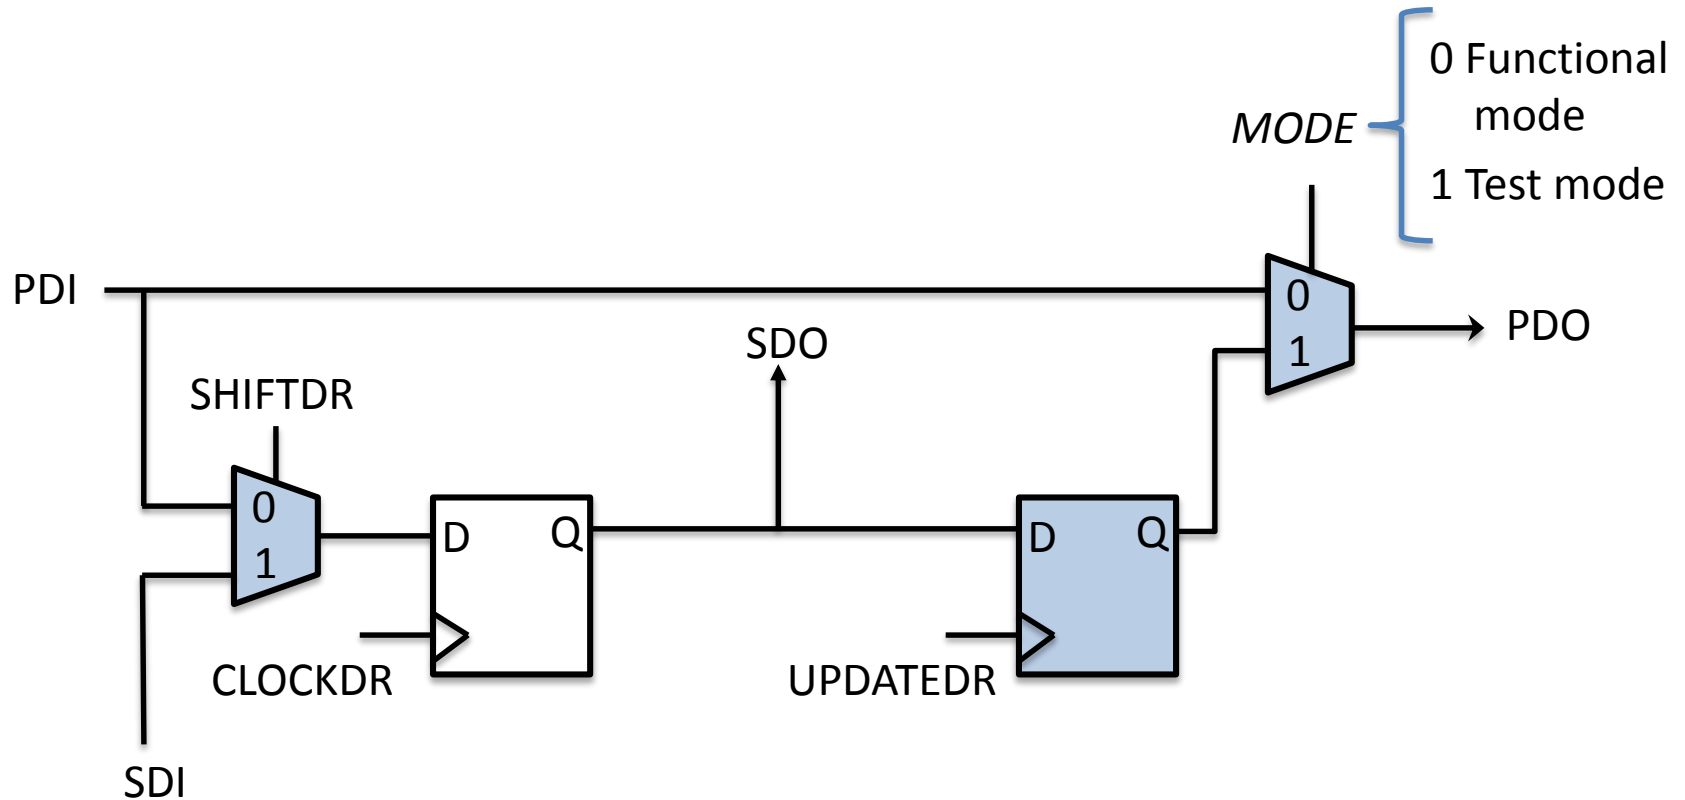 0 Functional
mode
MODE
1 Test mode
PDI
0
PDO
SDO
1
SHIFTDR
0
D
Q
D
Q
1
CLOCKDR
UPDATEDR
SDI